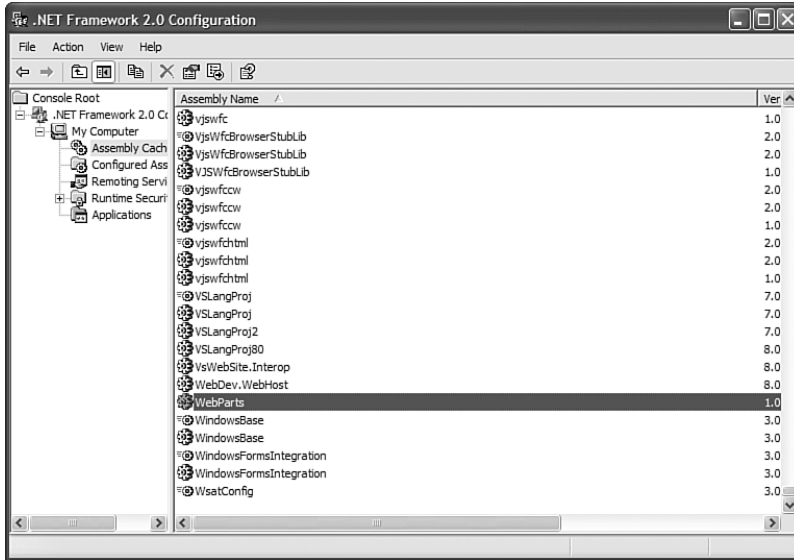 .NET Framework 2.0 Configuration
File Action View Help
Console Root
.NET Framework 2.0 Cc
My Computer
Assembly Cach
Configured Ass
Remoting Servi
Runtime Securi
Applications
Assembly Name Ver
vjswfc 1.0
VjsWfcBrowserStubLib 2.0
VjsWfcBrowserStubLib 2.0
VJSWfcBrowserStubLib 1.0
vjswfccw 2.0
vjswfccw 2.0
vjswfccw 1.0
vjswfchtml 2.0
vjswfchtml 2.0
vjswfchtml 1.0
VSLangProj 7.0
VSLangProj 7.0
VSLangProj2 7.0
VSLangProj80 8.0
VsWebSite.Interop 8.0
WebDev.WebHost 8.0
WebParts 1.0
WindowsBase 3.0
WindowsBase 3.0
WindowsFormsIntegration 3.0
WindowsFormsIntegration 3.0
WsatConfig 3.0